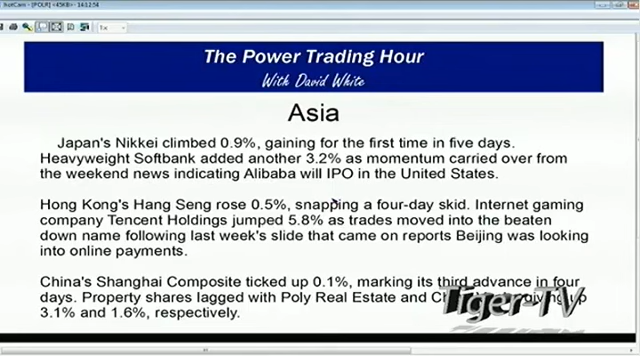 The Power Trading Hour
With David White
Asia
Japan's Nikkei climbed 0.9%, gaining for the first time in five days.
Heavyweight Softbank added another 3.2% as momentum carried over from
the weekend news indicating Alibaba will IPO in the United States.
Hong Kong's Hang Seng rose 0.5%, snapping a four-day skid. Internet gaming
company Tencent Holdings jumped 5.8% as trades moved into the beaten
down name following last week's slide that came on reports Beijing was looking
into online payments.
China's Shanghai Composite ticked up 0.1%, marking its third advance in four
days. Property shares lagged with Poly Real Estate and up
3.1% and 1.6%, respectively.
Tiger-TV